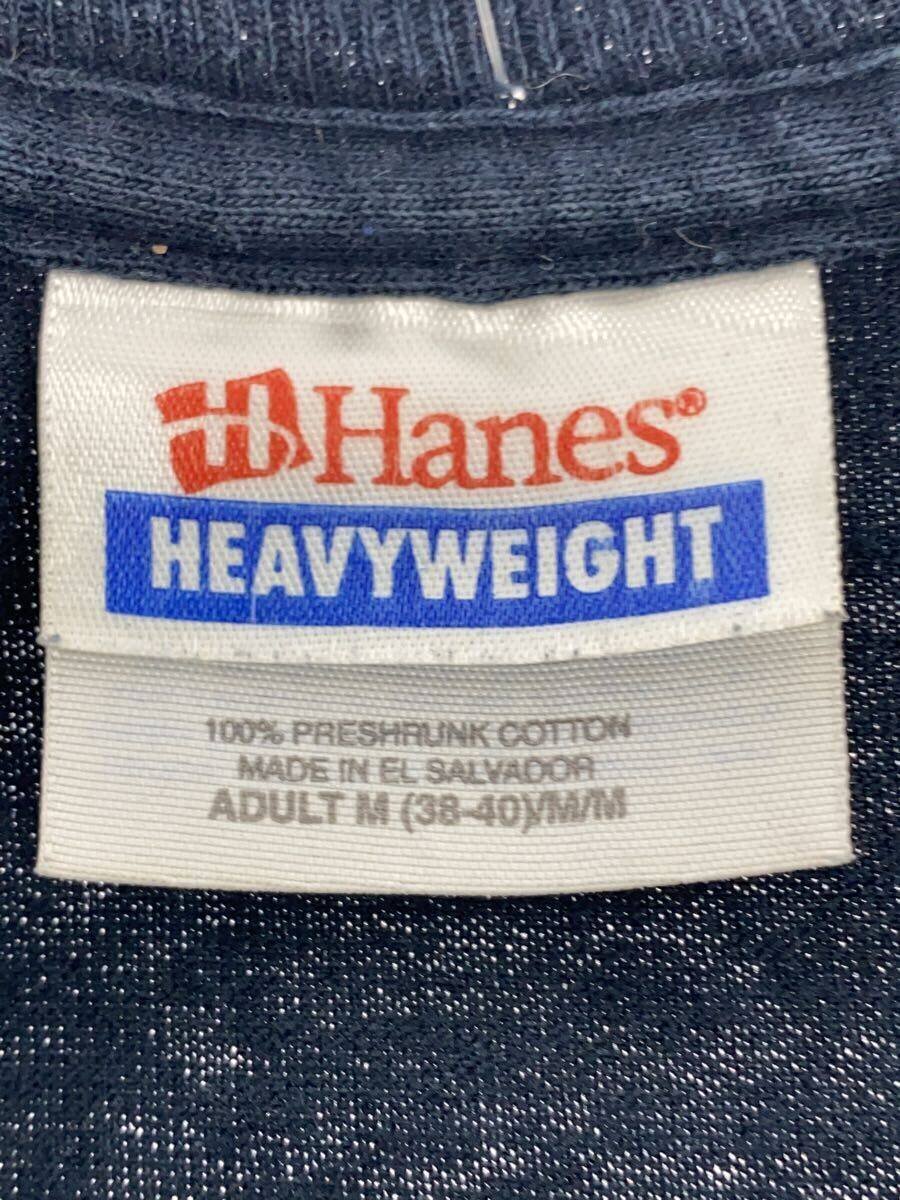 H Hanes®
HEAVYWEIGHT
100% PRESHRUNK COTTON
MADE IN EL SALVADOR
ADULT M (38-40)/M/M